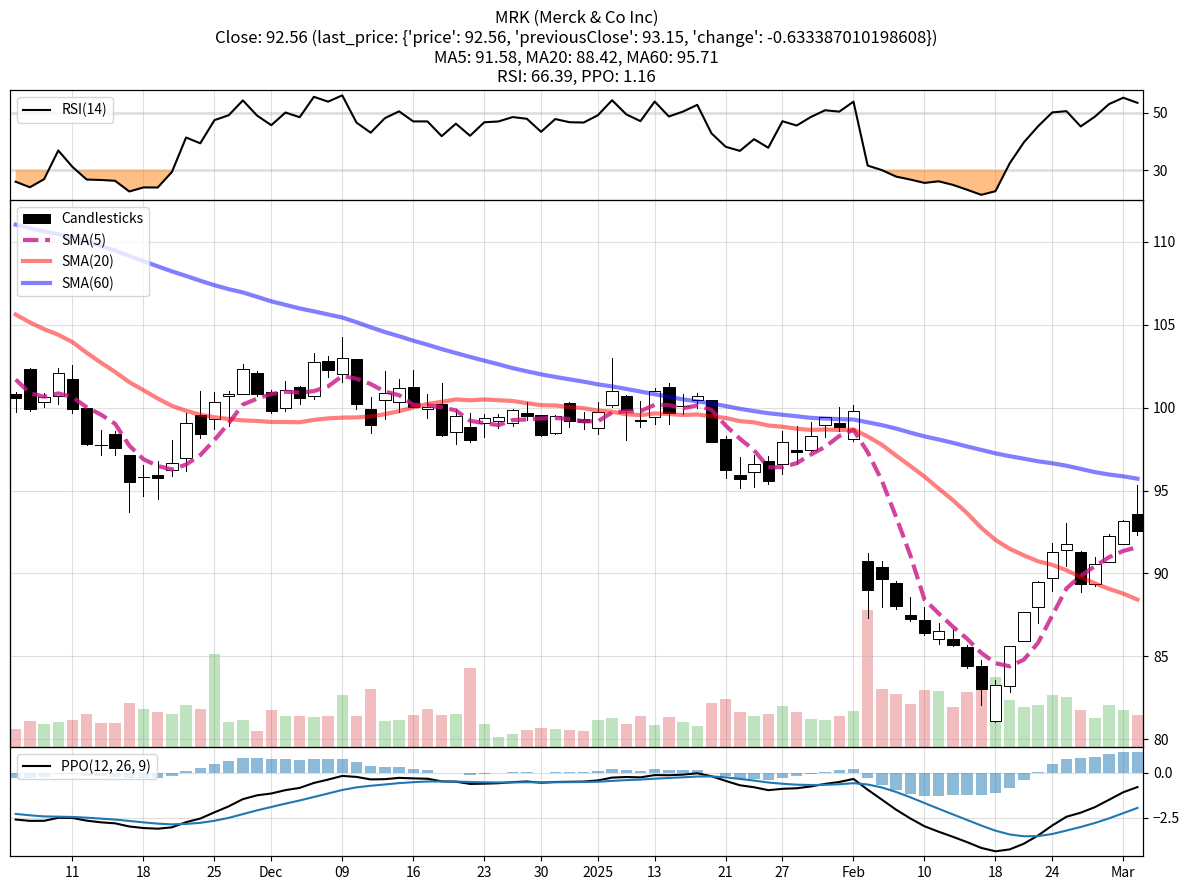 MRK (Merck & Co Inc)
Close: 92.56 (last_price: {'price': 92.56, 'previousClose': 93.15, 'change': -0.633387010198608})
MA5: 91.58, MA20: 88.42, MA60: 95.71
RSI: 66.39, PPO: 1.16
RSI(14)
50
30
Candlesticks
SMA(5)
SMA(20)
SMA(60)
110
105
100
95
90
85
80
PPO(12, 26, 9)
0.0
−2.5
11 18 25 Dec 09 16 23 30 2025 13 21 27 Feb 10 18 24 Mar